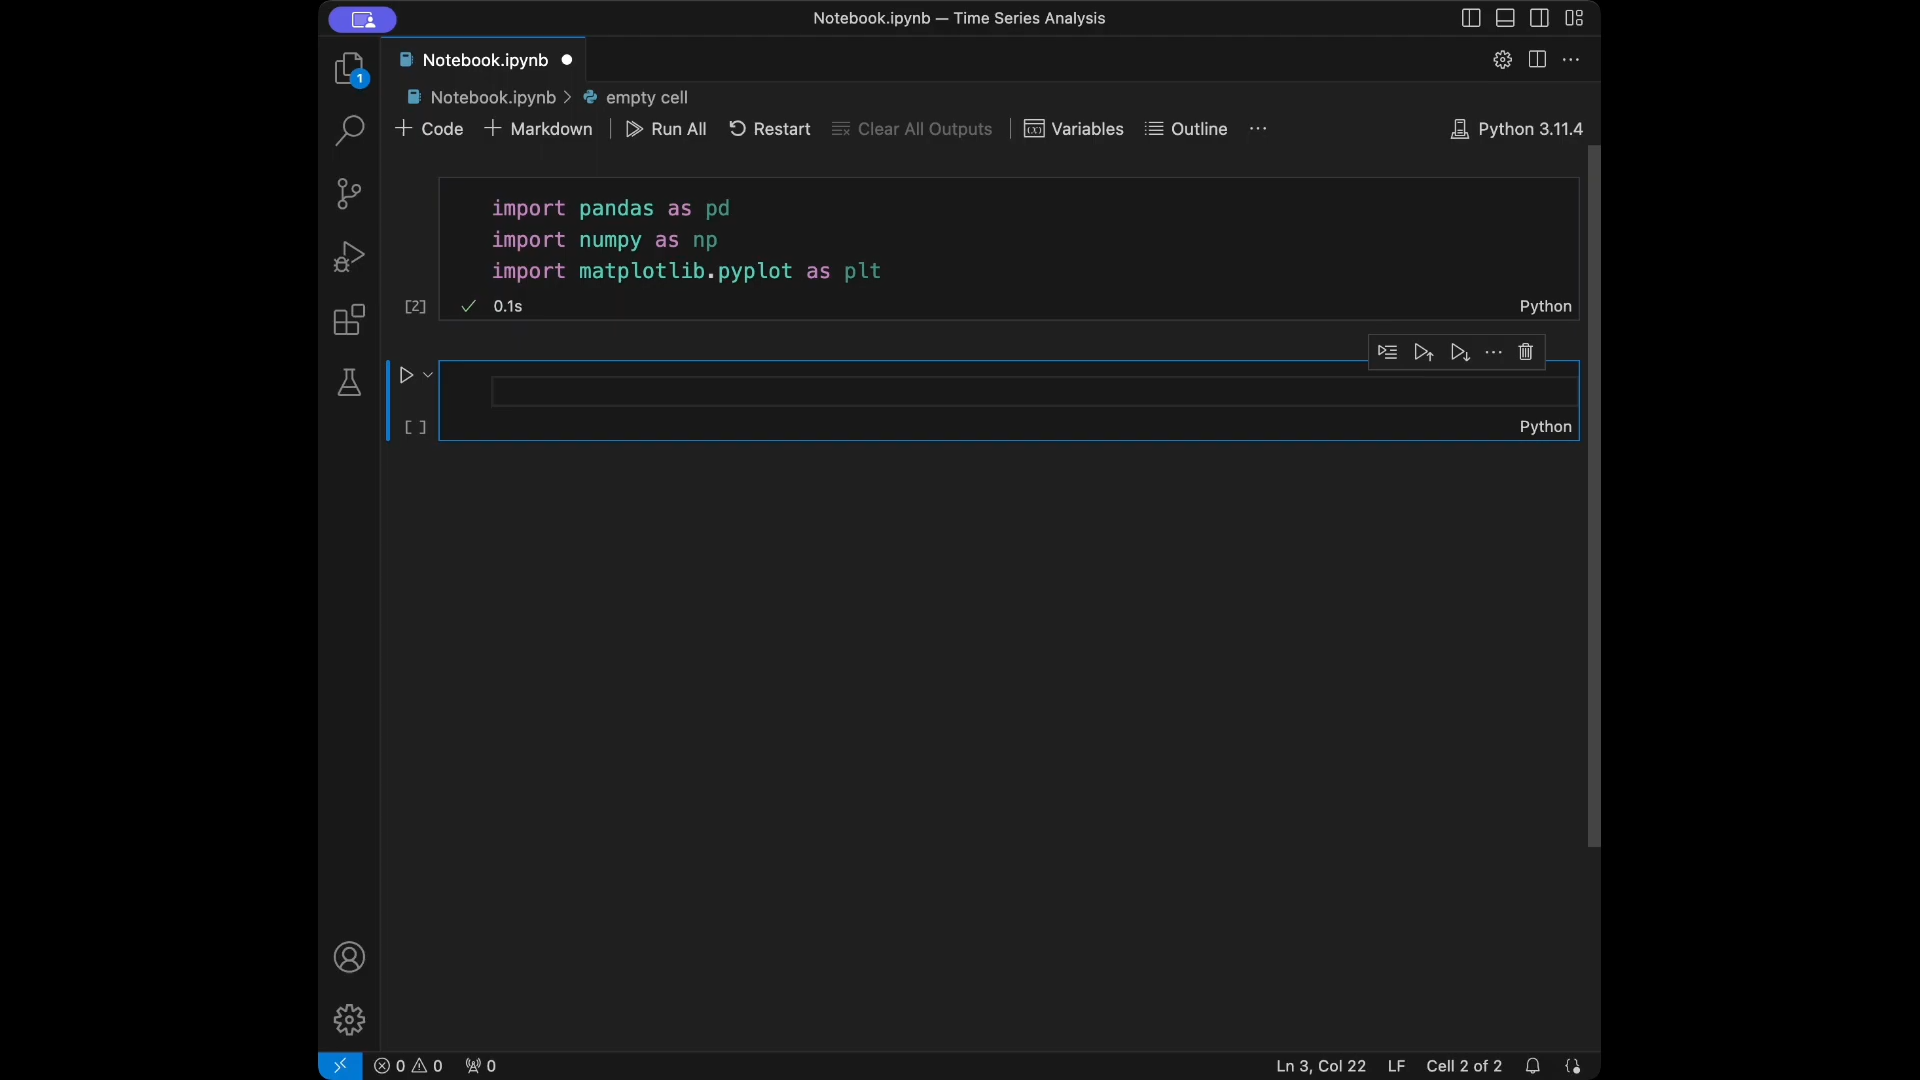 Notebook.ipynb — Time Series Analysis
Notebook.ipynb
Notebook.ipynb > empty cell
+ Code + Markdown Run All Restart Clear All Outputs Variables Outline ... Python 3.11.4
1
import pandas as pd
import numpy as np
import matplotlib.pyplot as plt
[2] ✓ 0.1s Python
[ ] Python
0 0 0 Ln 3, Col 22 LF Cell 2 of 2